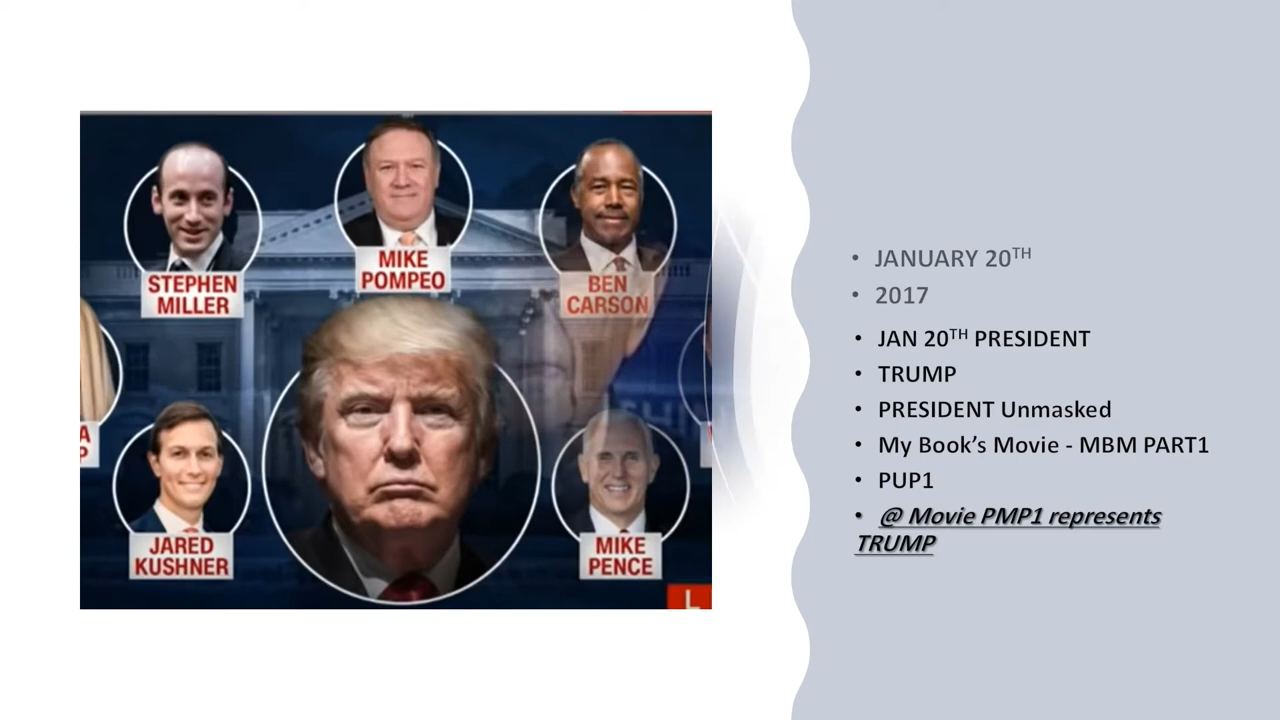 STEPHEN
MILLER
MIKE
POMPEO
BEN
CARSON
A
P
JARED
KUSHNER
MIKE
PENCE
L
• JANUARY 20TH
• 2017
• JAN 20TH PRESIDENT
• TRUMP
• PRESIDENT Unmasked
• My Book’s Movie - MBM PART1
• PUP1
• @ Movie PMP1 represents
TRUMP